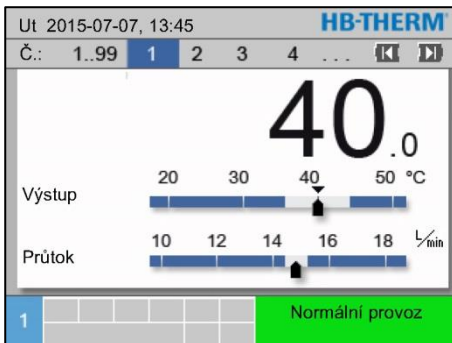 Ut 2015-07-07, 13:45 HB-THERM®
Č.: 1..99 1 2 3 4 ...
40.0
20 30 40 50 °C
Výstup
10 12 14 16 18 L/min
Průtok
1 Normální provoz